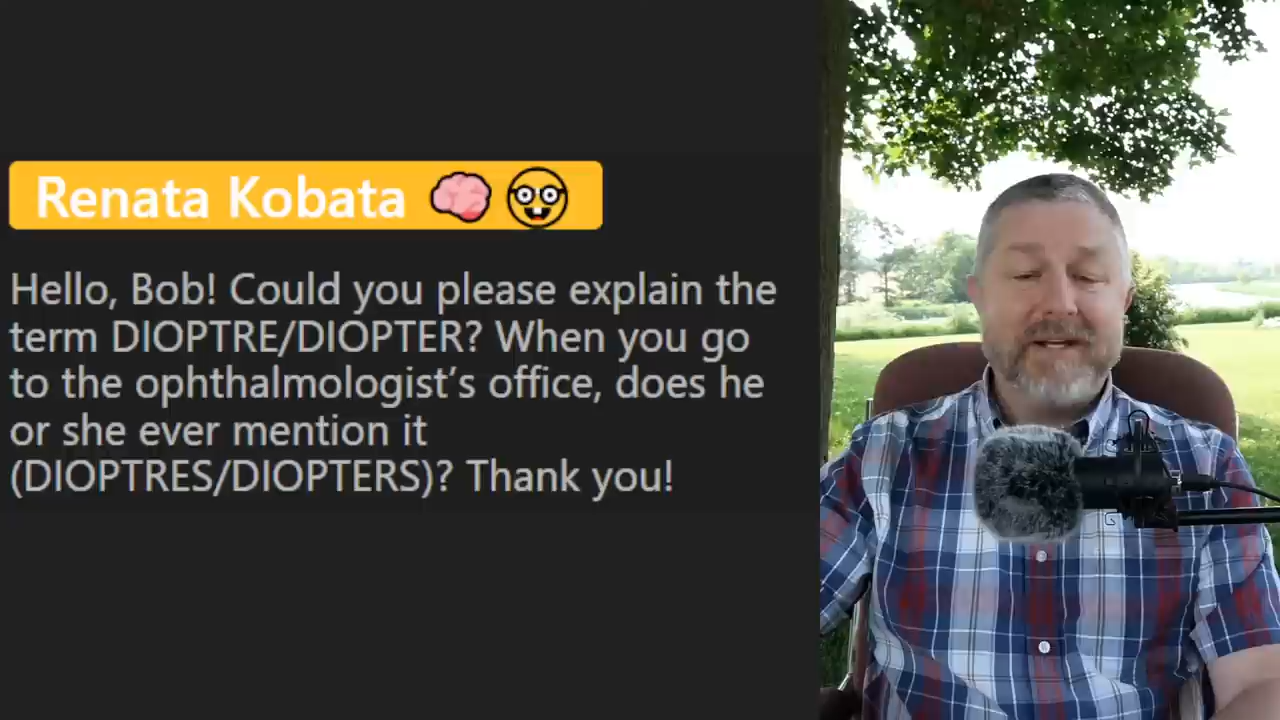 Renata Kobata 🧠 🤓
Hello, Bob! Could you please explain the
term DIOPTRE/DIOPTER? When you go
to the ophthalmologist's office, does he
or she ever mention it
(DIOPTRES/DIOPTERS)? Thank you!